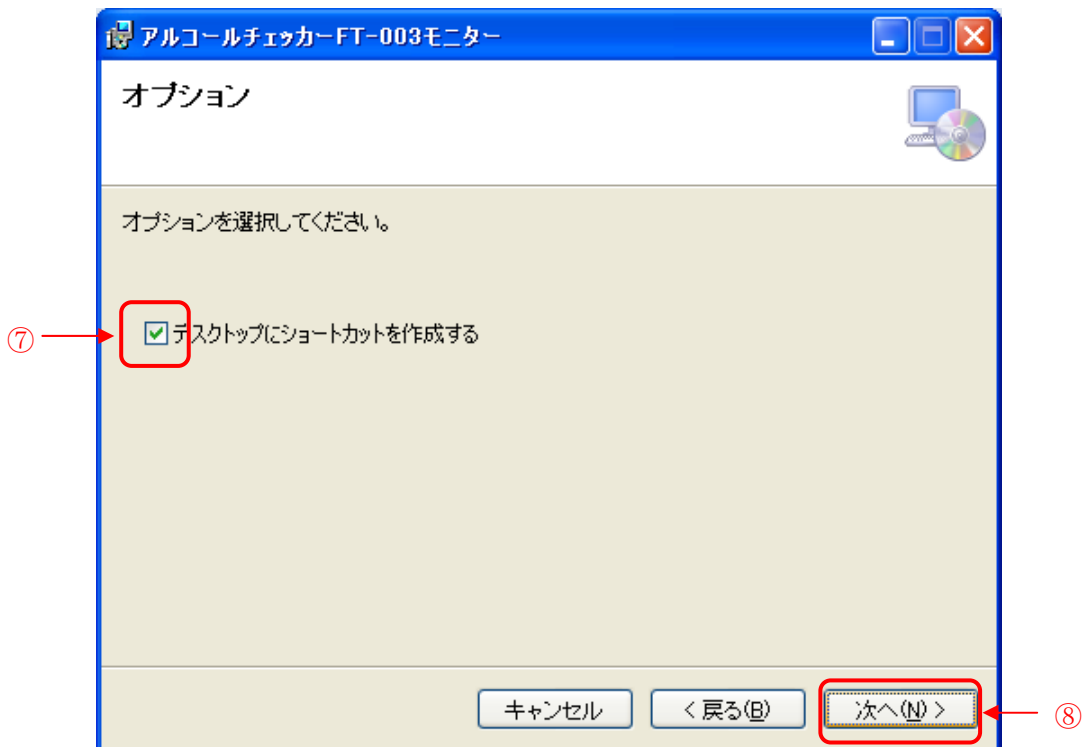 アルコールチェッカーFT-003モニター
オプション
オプションを選択してください。
⑦
デスクトップにショートカットを作成する
キャンセル
< 戻る(B)
次へ(N) >
⑧